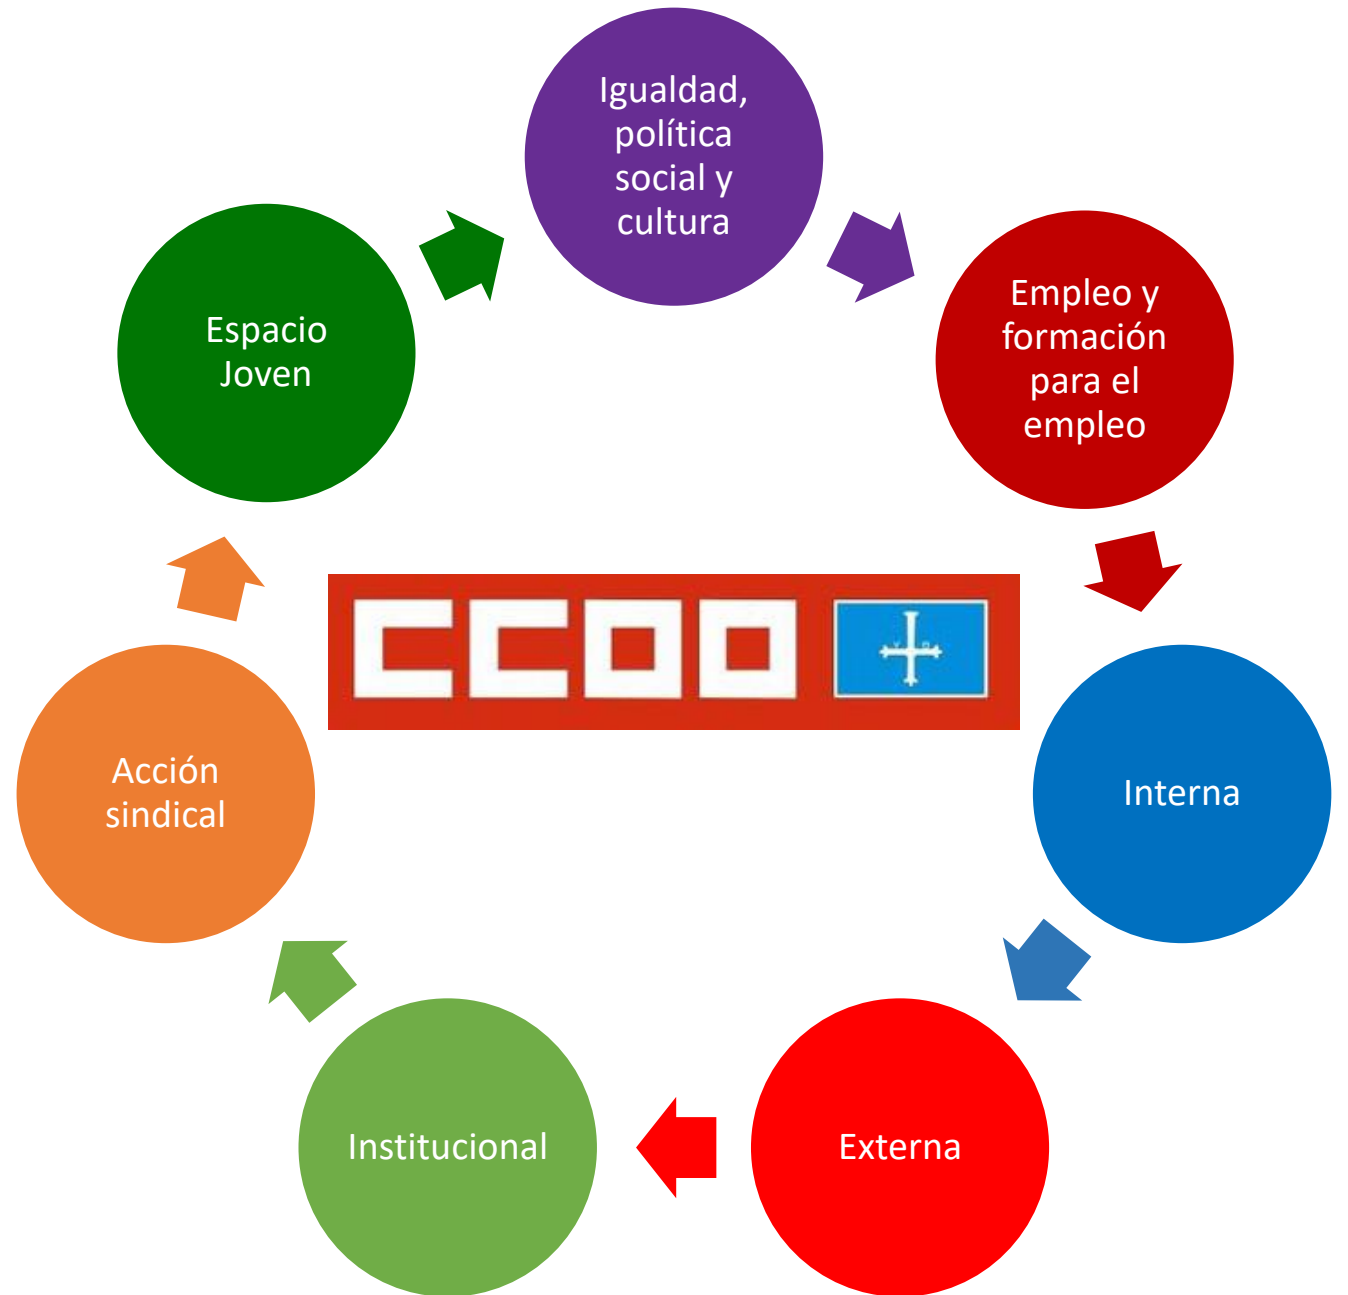 Igualdad,
política
social y
cultura
Empleo y
formación
para el
empleo
Interna
Externa
Institucional
Acción
sindical
Espacio
Joven
CCOO